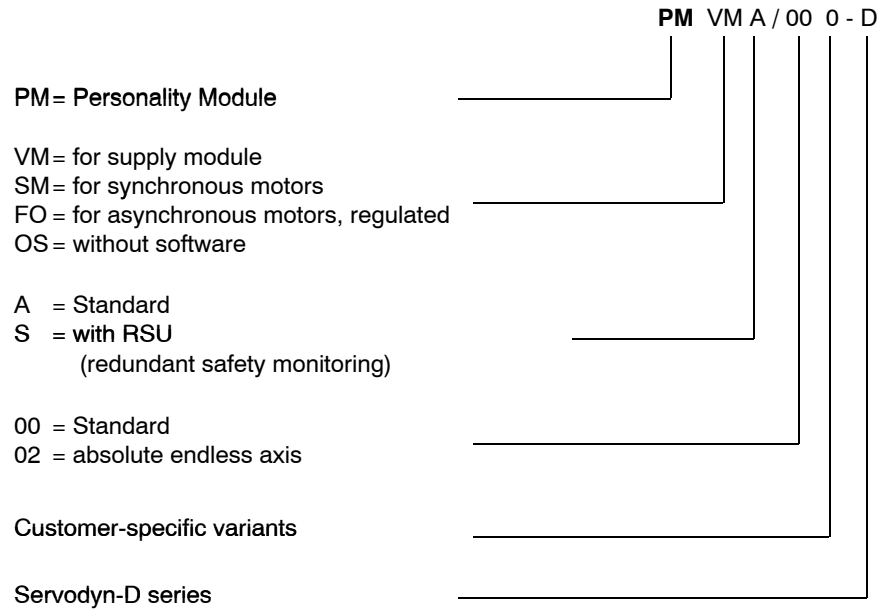 PM VM A / 00 0 - D
PM= Personality Module
VM= for supply module
SM= for synchronous motors
FO = for asynchronous motors, regulated
OS= without software
A = Standard
S = with RSU
(redundant safety monitoring)
00 = Standard
02 = absolute endless axis
Customer-specific variants
Servodyn-D series